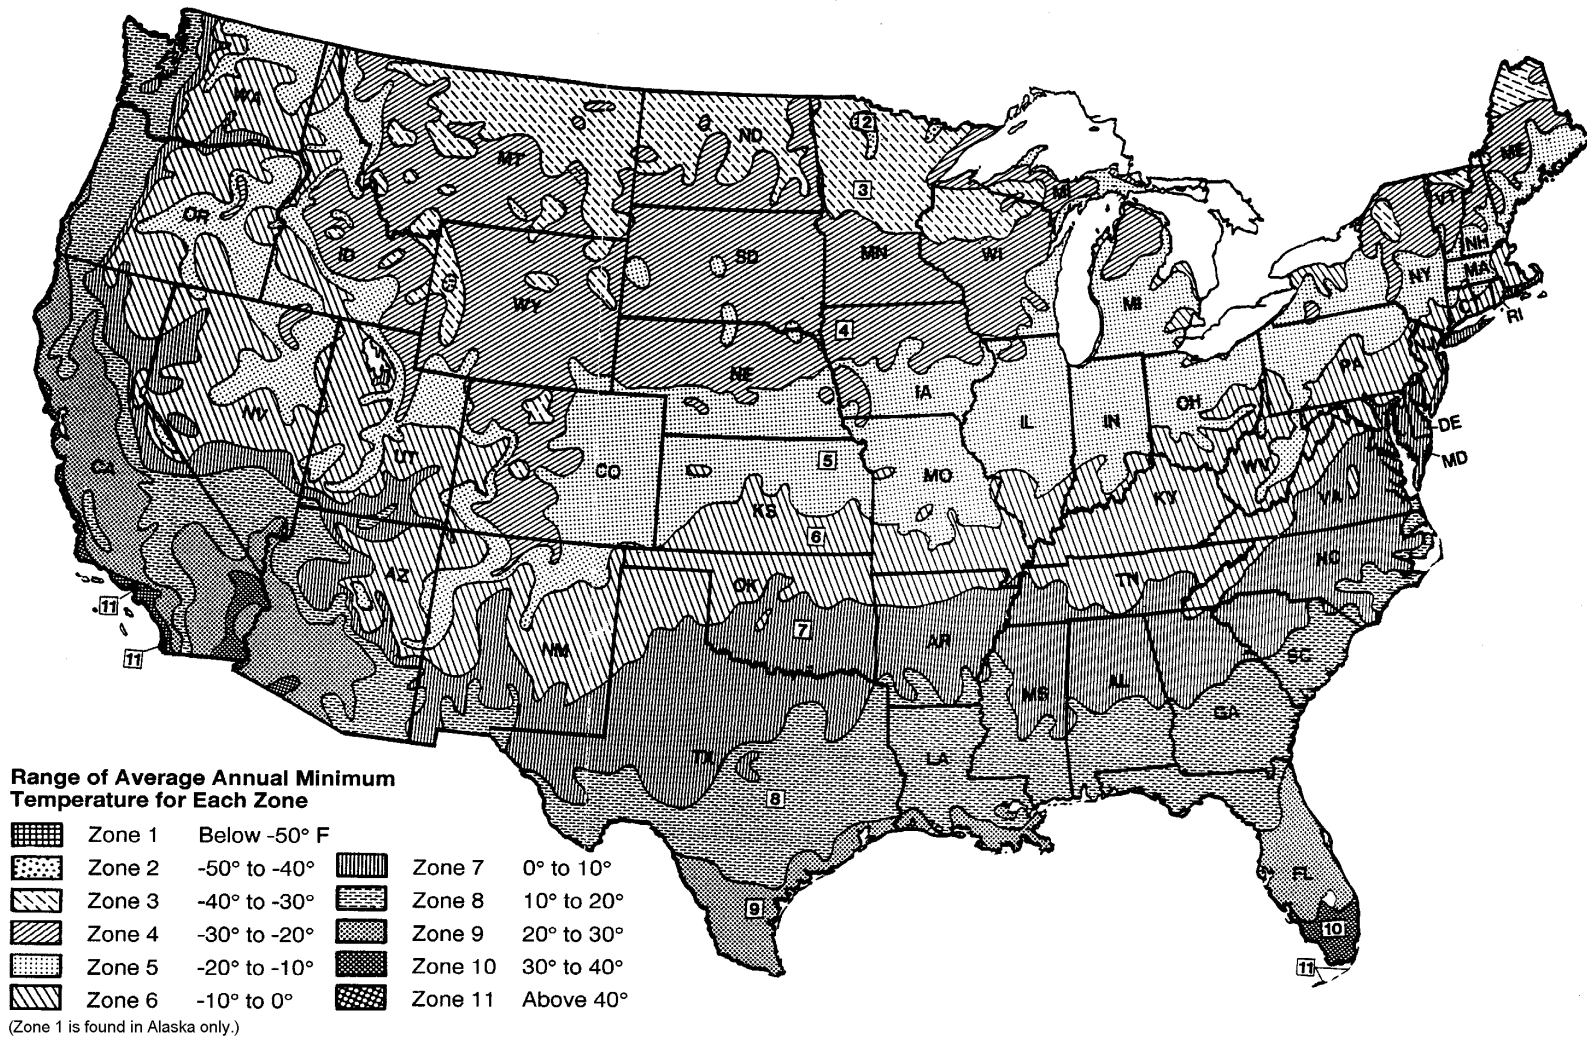 WA
MT
ND
2
ME
3
MI
VT
OR
ID
SD
MN
WI
NH
MA
NY
WY
MI
CT
RI
4
NE
IA
PA
NJ
NV
OH
IL
IN
DE
CA
UT
CO
5
MO
WV
MD
KY
VA
KS
6
NC
AZ
OK
TN
11
7
AR
NM
SC
11
MS
AL
GA
TX
LA
8
FL
9
10
11
Range of Average Annual Minimum
Temperature for Each Zone
Zone 1 Below -50° F
Zone 2 -50° to -40°
Zone 3 -40° to -30°
Zone 4 -30° to -20°
Zone 5 -20° to -10°
Zone 6 -10° to 0°
Zone 7 0° to 10°
Zone 8 10° to 20°
Zone 9 20° to 30°
Zone 10 30° to 40°
Zone 11 Above 40°
(Zone 1 is found in Alaska only.)